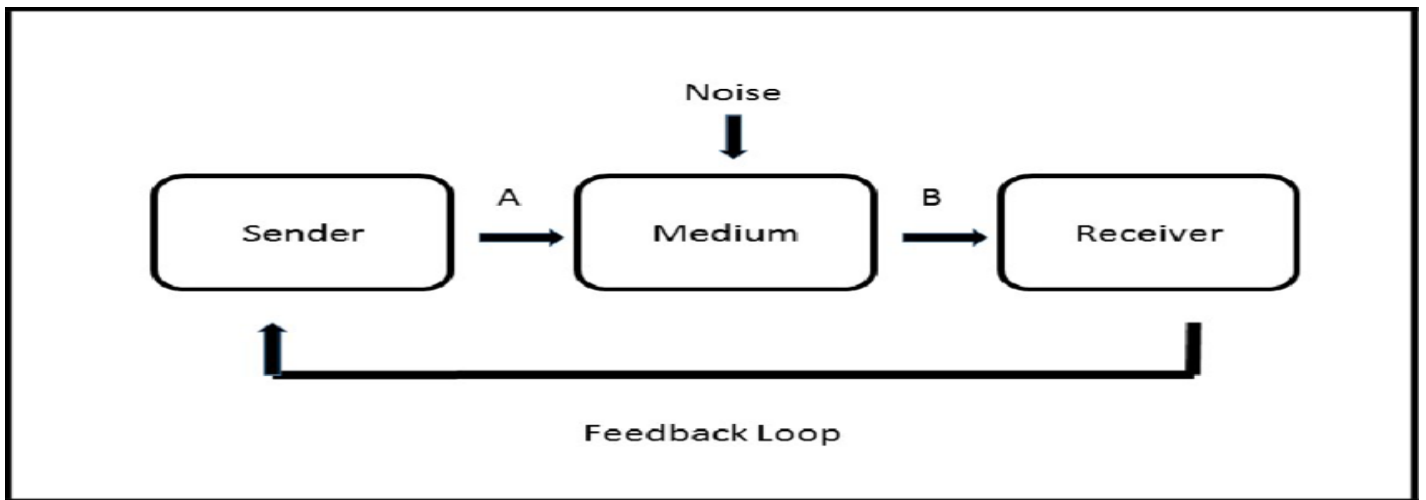 Noise
A
B
Sender
Medium
Receiver
Feedback Loop